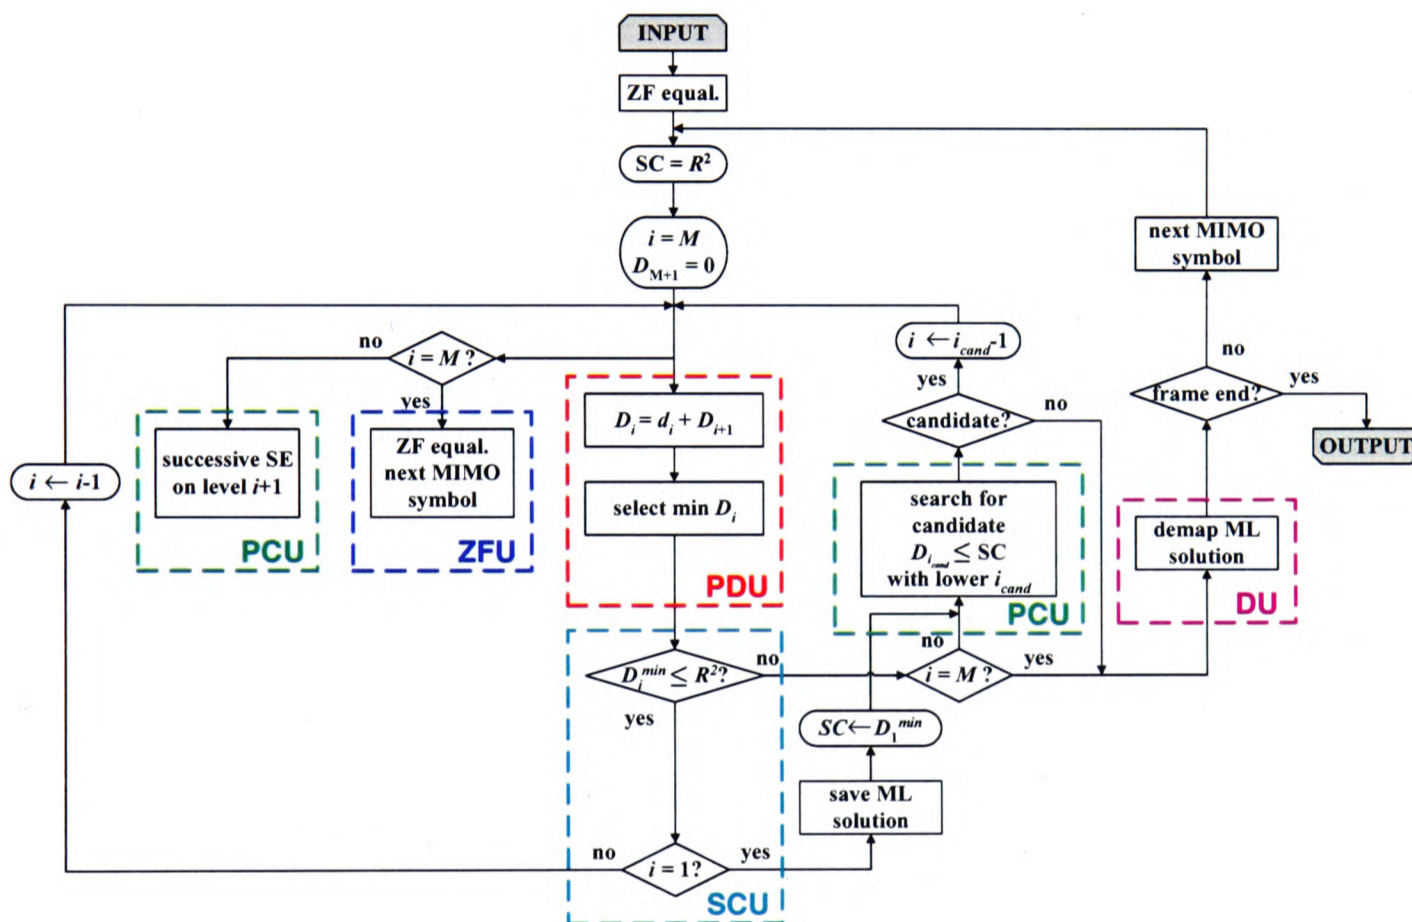 INPUT
ZF equal.
SC = R²
i = M
D_M+1 = 0
next MIMO
symbol
no
i = M ?
yes
i ← i_cand-1
yes
candidate?
no
no
frame end?
yes
OUTPUT
D_i = d_i + D_i+1
select min D_i
PDU
successive SE
on level i+1
PCU
ZF equal.
next MIMO
symbol
ZFU
i ← i-1
search for
candidate
D_i_cand ≤ SC
with lower i_cand
PCU
demap ML
solution
DU
D_i^min ≤ R²?
no
yes
no
i = M ?
yes
SC←D_1^min
save ML
solution
no
i = 1?
yes
SCU